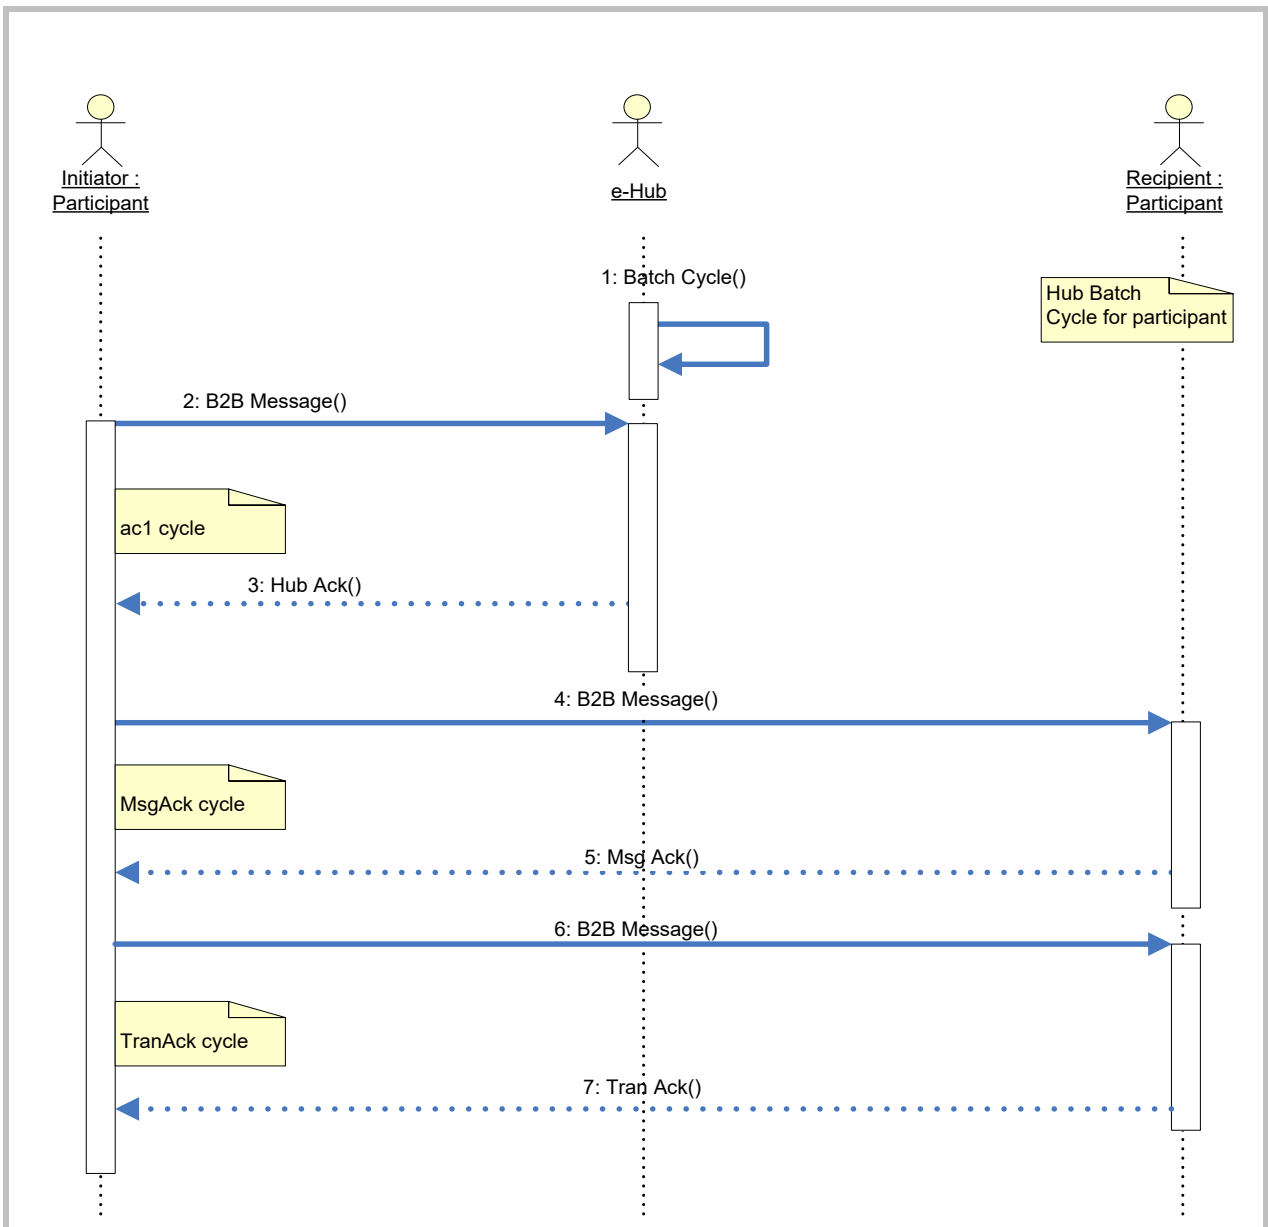 Initiator :
Participant
e-Hub
Recipient :
Participant
1: Batch Cycle()
Hub Batch
Cycle for participant
2: B2B Message()
ac1 cycle
3: Hub Ack()
4: B2B Message()
MsgAck cycle
5: Msg Ack()
6: B2B Message()
TranAck cycle
7: Tran Ack()